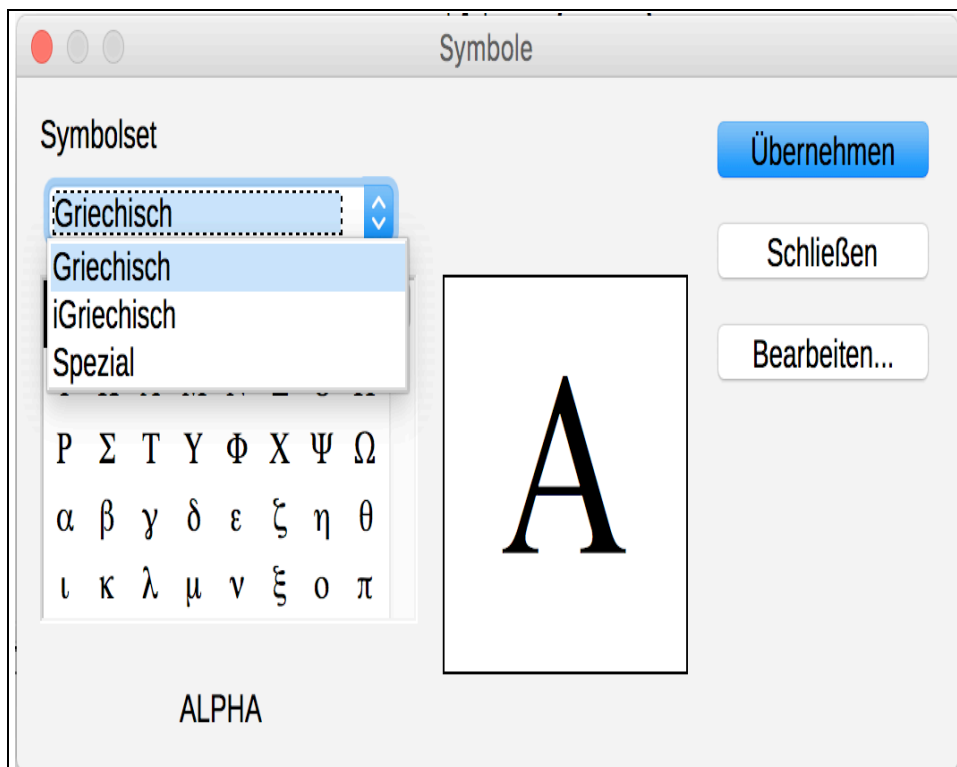 Symbole
Symbolset
Griechisch
Griechisch
iGriechisch
Spezial
Übernehmen
Schließen
Bearbeiten...
Ρ Σ Τ Υ Φ Χ Ψ Ω
α β γ δ ε ζ η θ
ι κ λ μ ν ξ ο π
Α
ALPHA